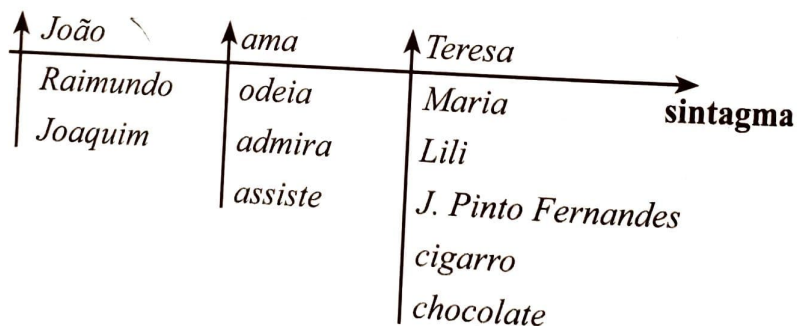 João ama Teresa
Raimundo odeia Maria sintagma
Joaquim admira Lili
assiste J. Pinto Fernandes
cigarro
chocolate